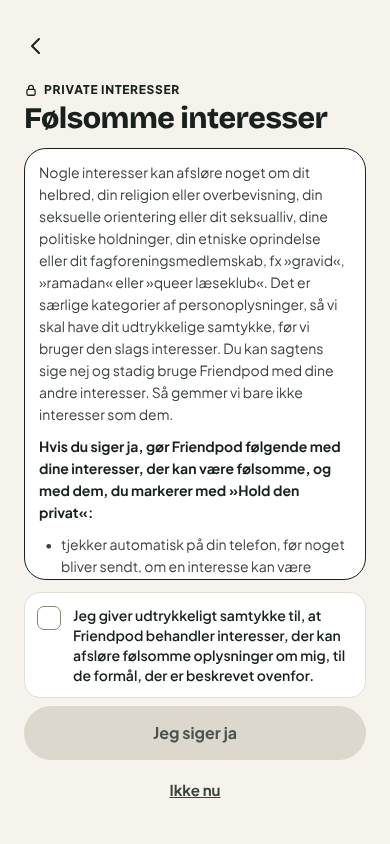 PRIVATE INTERESSER
Følsomme interesser
Nogle interesser kan afsløre noget om dit
helbred, din religion eller overbevisning, din
seksuelle orientering eller dit seksualliv, dine
politiske holdninger, din etniske oprindelse
eller dit fagforeningsmedlemskab, fx »gravid«,
»ramadan« eller »queer læseklub«. Det er
særlige kategorier af personoplysninger, så vi
skal have dit udtrykkelige samtykke, før vi
bruger den slags interesser. Du kan sagtens
sige nej og stadig bruge Friendpod med dine
andre interesser. Så gemmer vi bare ikke
interesser som dem.
Hvis du siger ja, gør Friendpod følgende med
dine interesser, der kan være følsomme, og
med dem, du markerer med »Hold den
privat«:
• tjekker automatisk på din telefon, før noget
bliver sendt, om en interesse kan være
Jeg giver udtrykkeligt samtykke til, at
Friendpod behandler interesser, der kan
afsløre følsomme oplysninger om mig, til
de formål, der er beskrevet ovenfor.
Jeg siger ja
Ikke nu